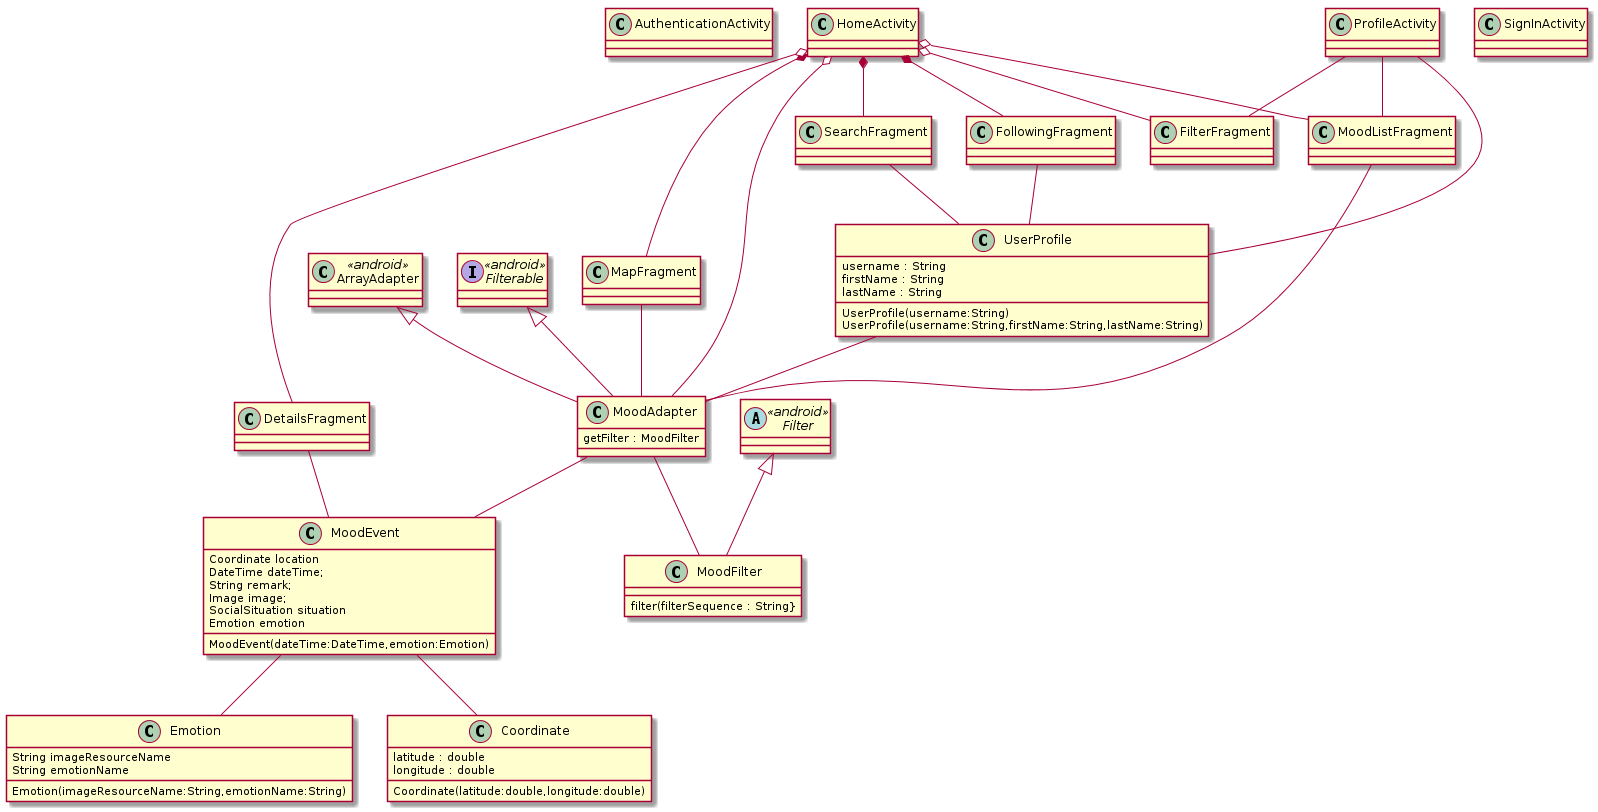 C AuthenticationActivity
C HomeActivity
C ProfileActivity
C SignInActivity
C SearchFragment
C FollowingFragment
C FilterFragment
C MoodListFragment
C UserProfile
username : String
firstName : String
lastName : String
UserProfile(username:String)
UserProfile(username:String,firstName:String,lastName:String)
C «android»
ArrayAdapter
I «android»
Filterable
C MapFragment
C DetailsFragment
C MoodAdapter
getFilter : MoodFilter
A «android»
Filter
C MoodEvent
Coordinate location
DateTime dateTime;
String remark;
Image image;
SocialSituation situation
Emotion emotion
MoodEvent(dateTime:DateTime,emotion:Emotion)
C MoodFilter
filter(filterSequence : String}
C Emotion
String imageResourceName
String emotionName
Emotion(imageResourceName:String,emotionName:String)
C Coordinate
latitude : double
longitude : double
Coordinate(latitude:double,longitude:double)